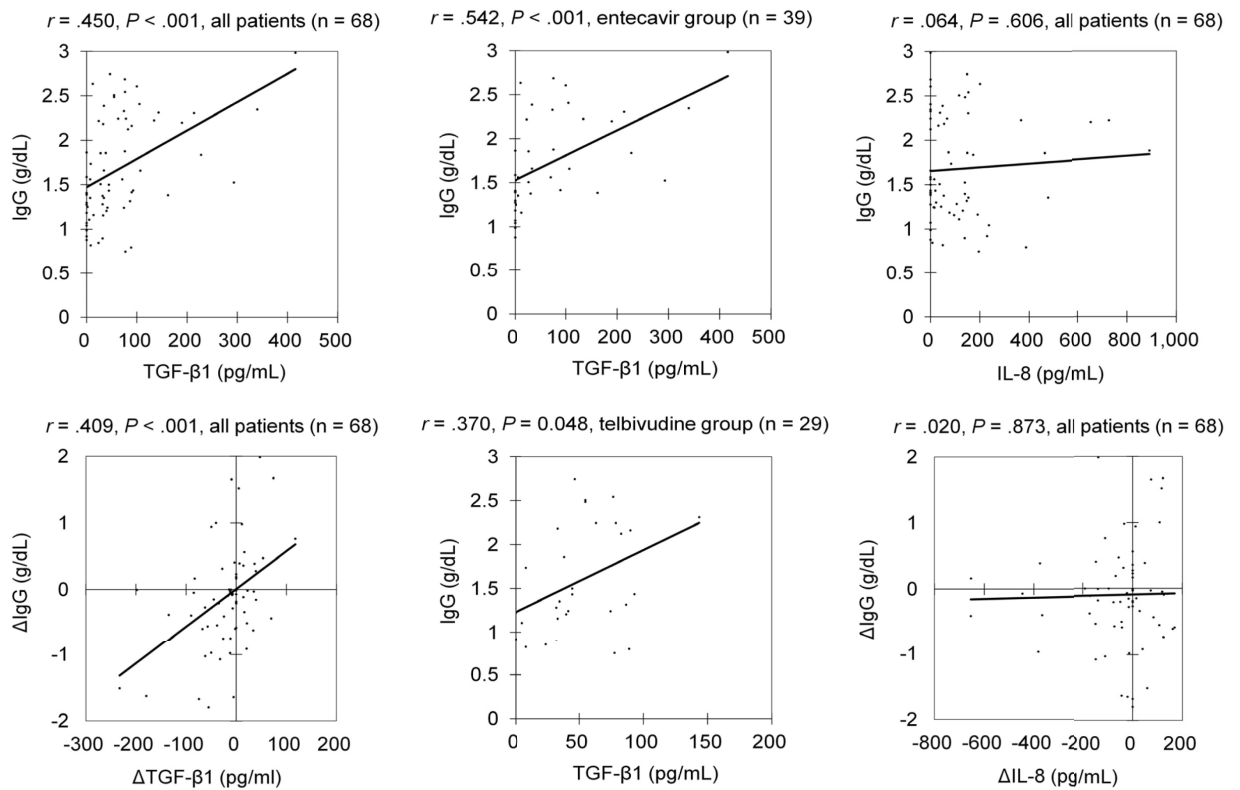 r = .450, P < .001, all patients (n = 68)
3
2.5
2
1.5
1
0.5
0
IgG (g/dL)
0 100 200 300 400 500
TGF-β1 (pg/mL)
r = .542, P < .001, entecavir group (n = 39)
3
2.5
2
1.5
1
0.5
0
IgG (g/dL)
0 100 200 300 400 500
TGF-β1 (pg/mL)
r = .064, P = .606, all patients (n = 68)
3
2.5
2
1.5
1
0.5
0
IgG (g/dL)
0 200 400 600 800 1,000
IL-8 (pg/mL)
r = .409, P < .001, all patients (n = 68)
2
1
0
-1
-2
ΔIgG (g/dL)
-300 -200 -100 0 100 200
ΔTGF-β1 (pg/ml)
r = .370, P = 0.048, telbivudine group (n = 29)
3
2.5
2
1.5
1
0.5
0
IgG (g/dL)
0 50 100 150 200
TGF-β1 (pg/mL)
r = .020, P = .873, all patients (n = 68)
2
1
0
-1
-2
ΔIgG (g/dL)
-800 -600 -400 -200 0 200
ΔIL-8 (pg/mL)